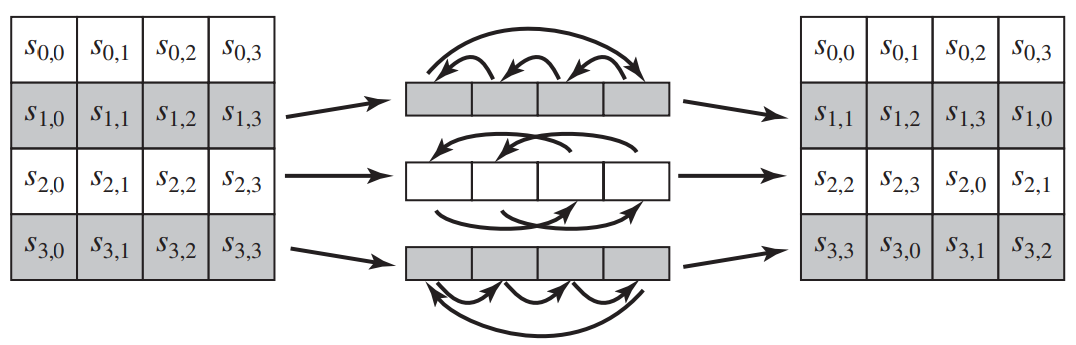 s0,0 s0,1 s0,2 s0,3 s0,0 s0,1 s0,2 s0,3
s1,0 s1,1 s1,2 s1,3 s1,1 s1,2 s1,3 s1,0
s2,0 s2,1 s2,2 s2,3 s2,2 s2,3 s2,0 s2,1
s3,0 s3,1 s3,2 s3,3 s3,3 s3,0 s3,1 s3,2